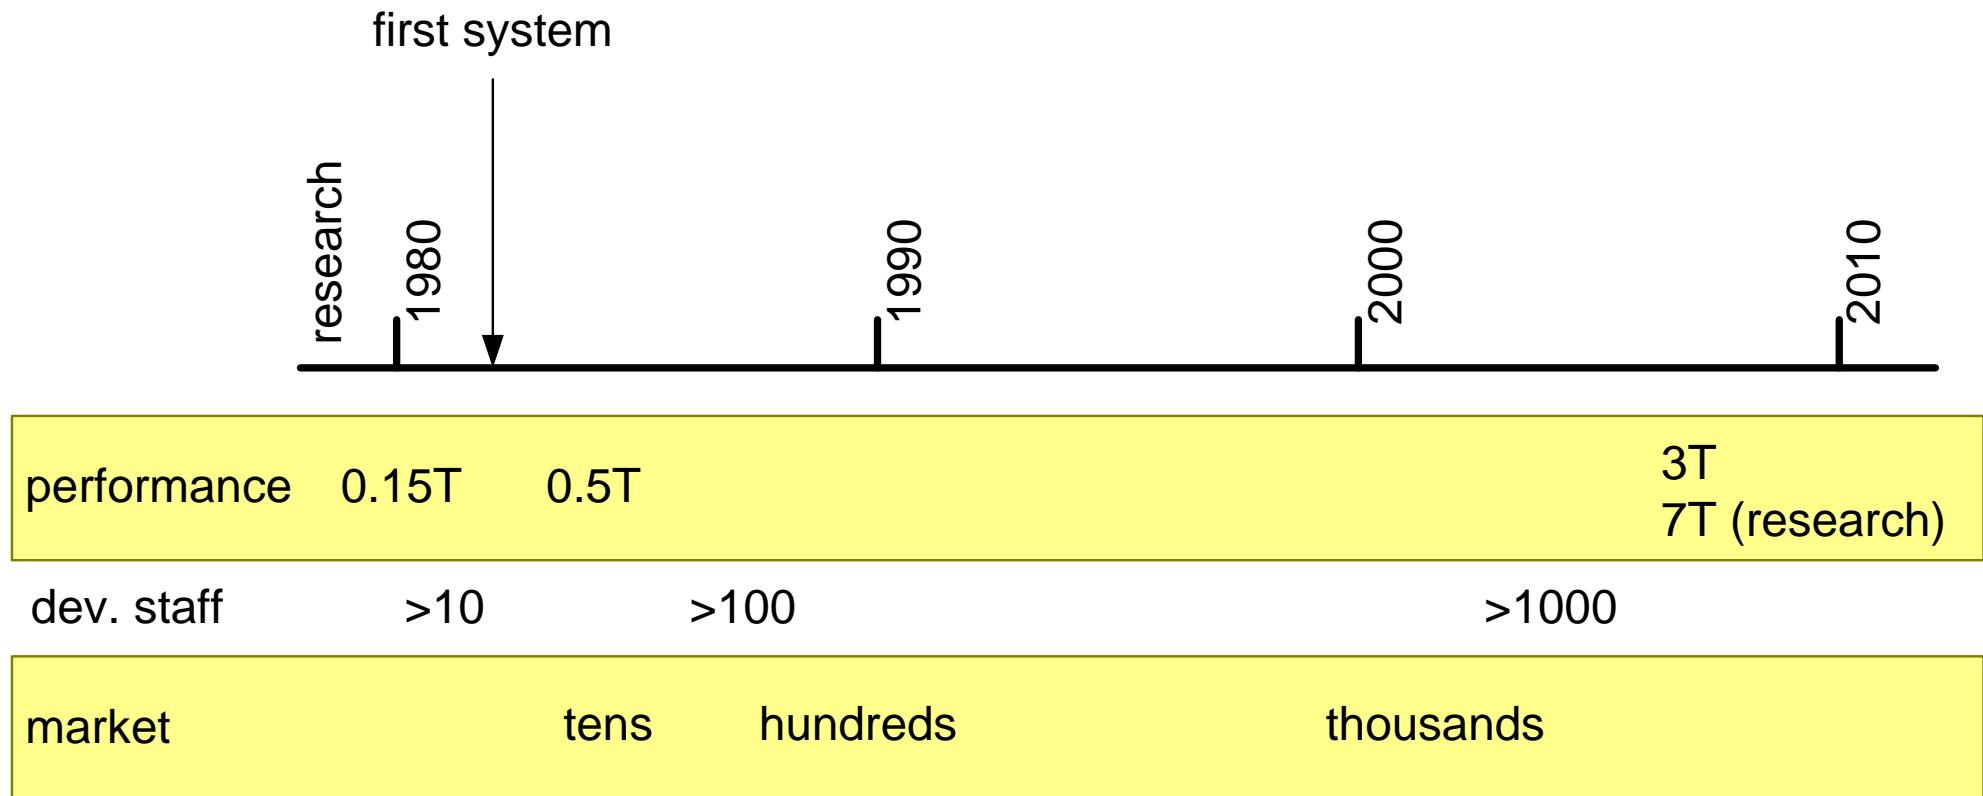 first system
research
1980
1990
2000
2010
performance 0.15T 0.5T 3T
7T (research)
dev. staff >10 >100 >1000
market tens hundreds thousands